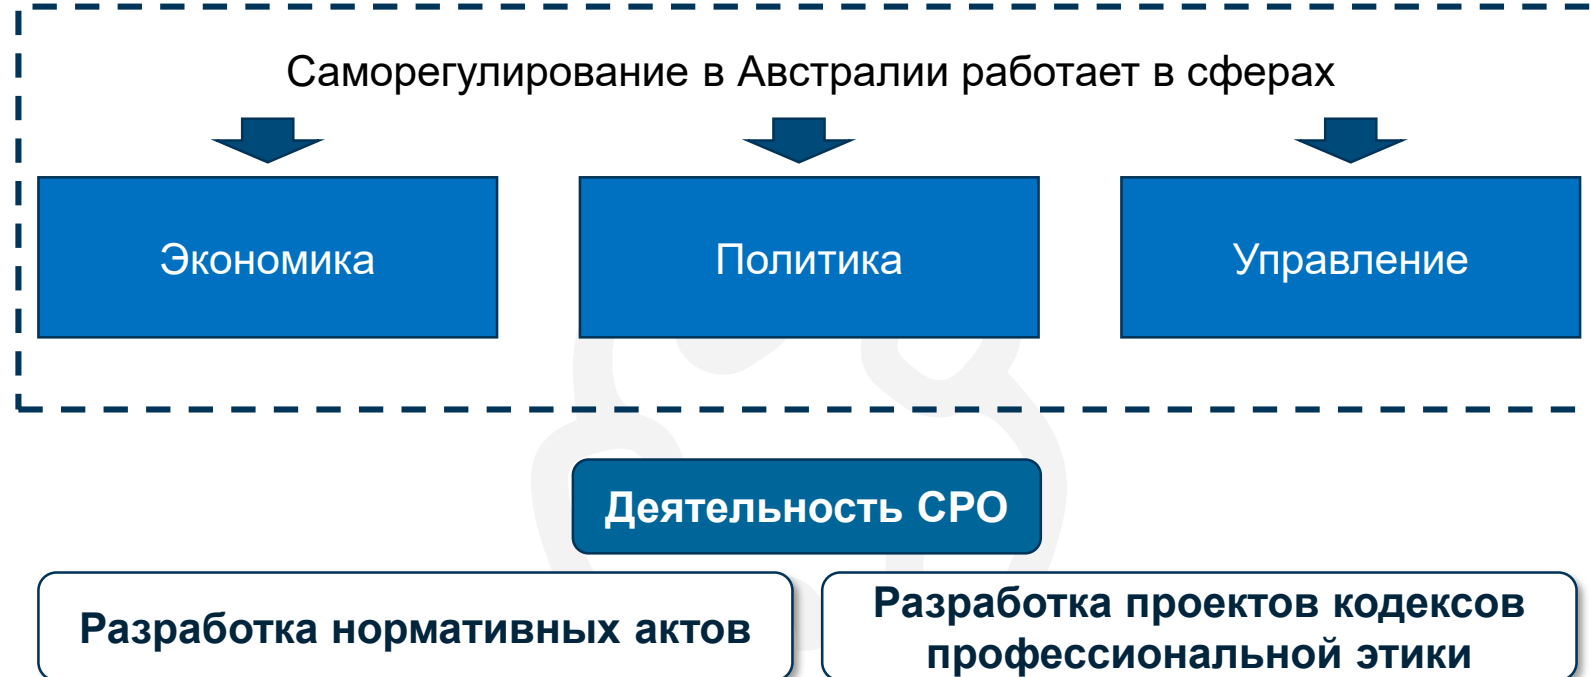 Саморегулирование в Австралии работает в сферах
Экономика
Политика
Управление
Деятельность СРО
Разработка нормативных актов
Разработка проектов кодексов
профессиональной этики